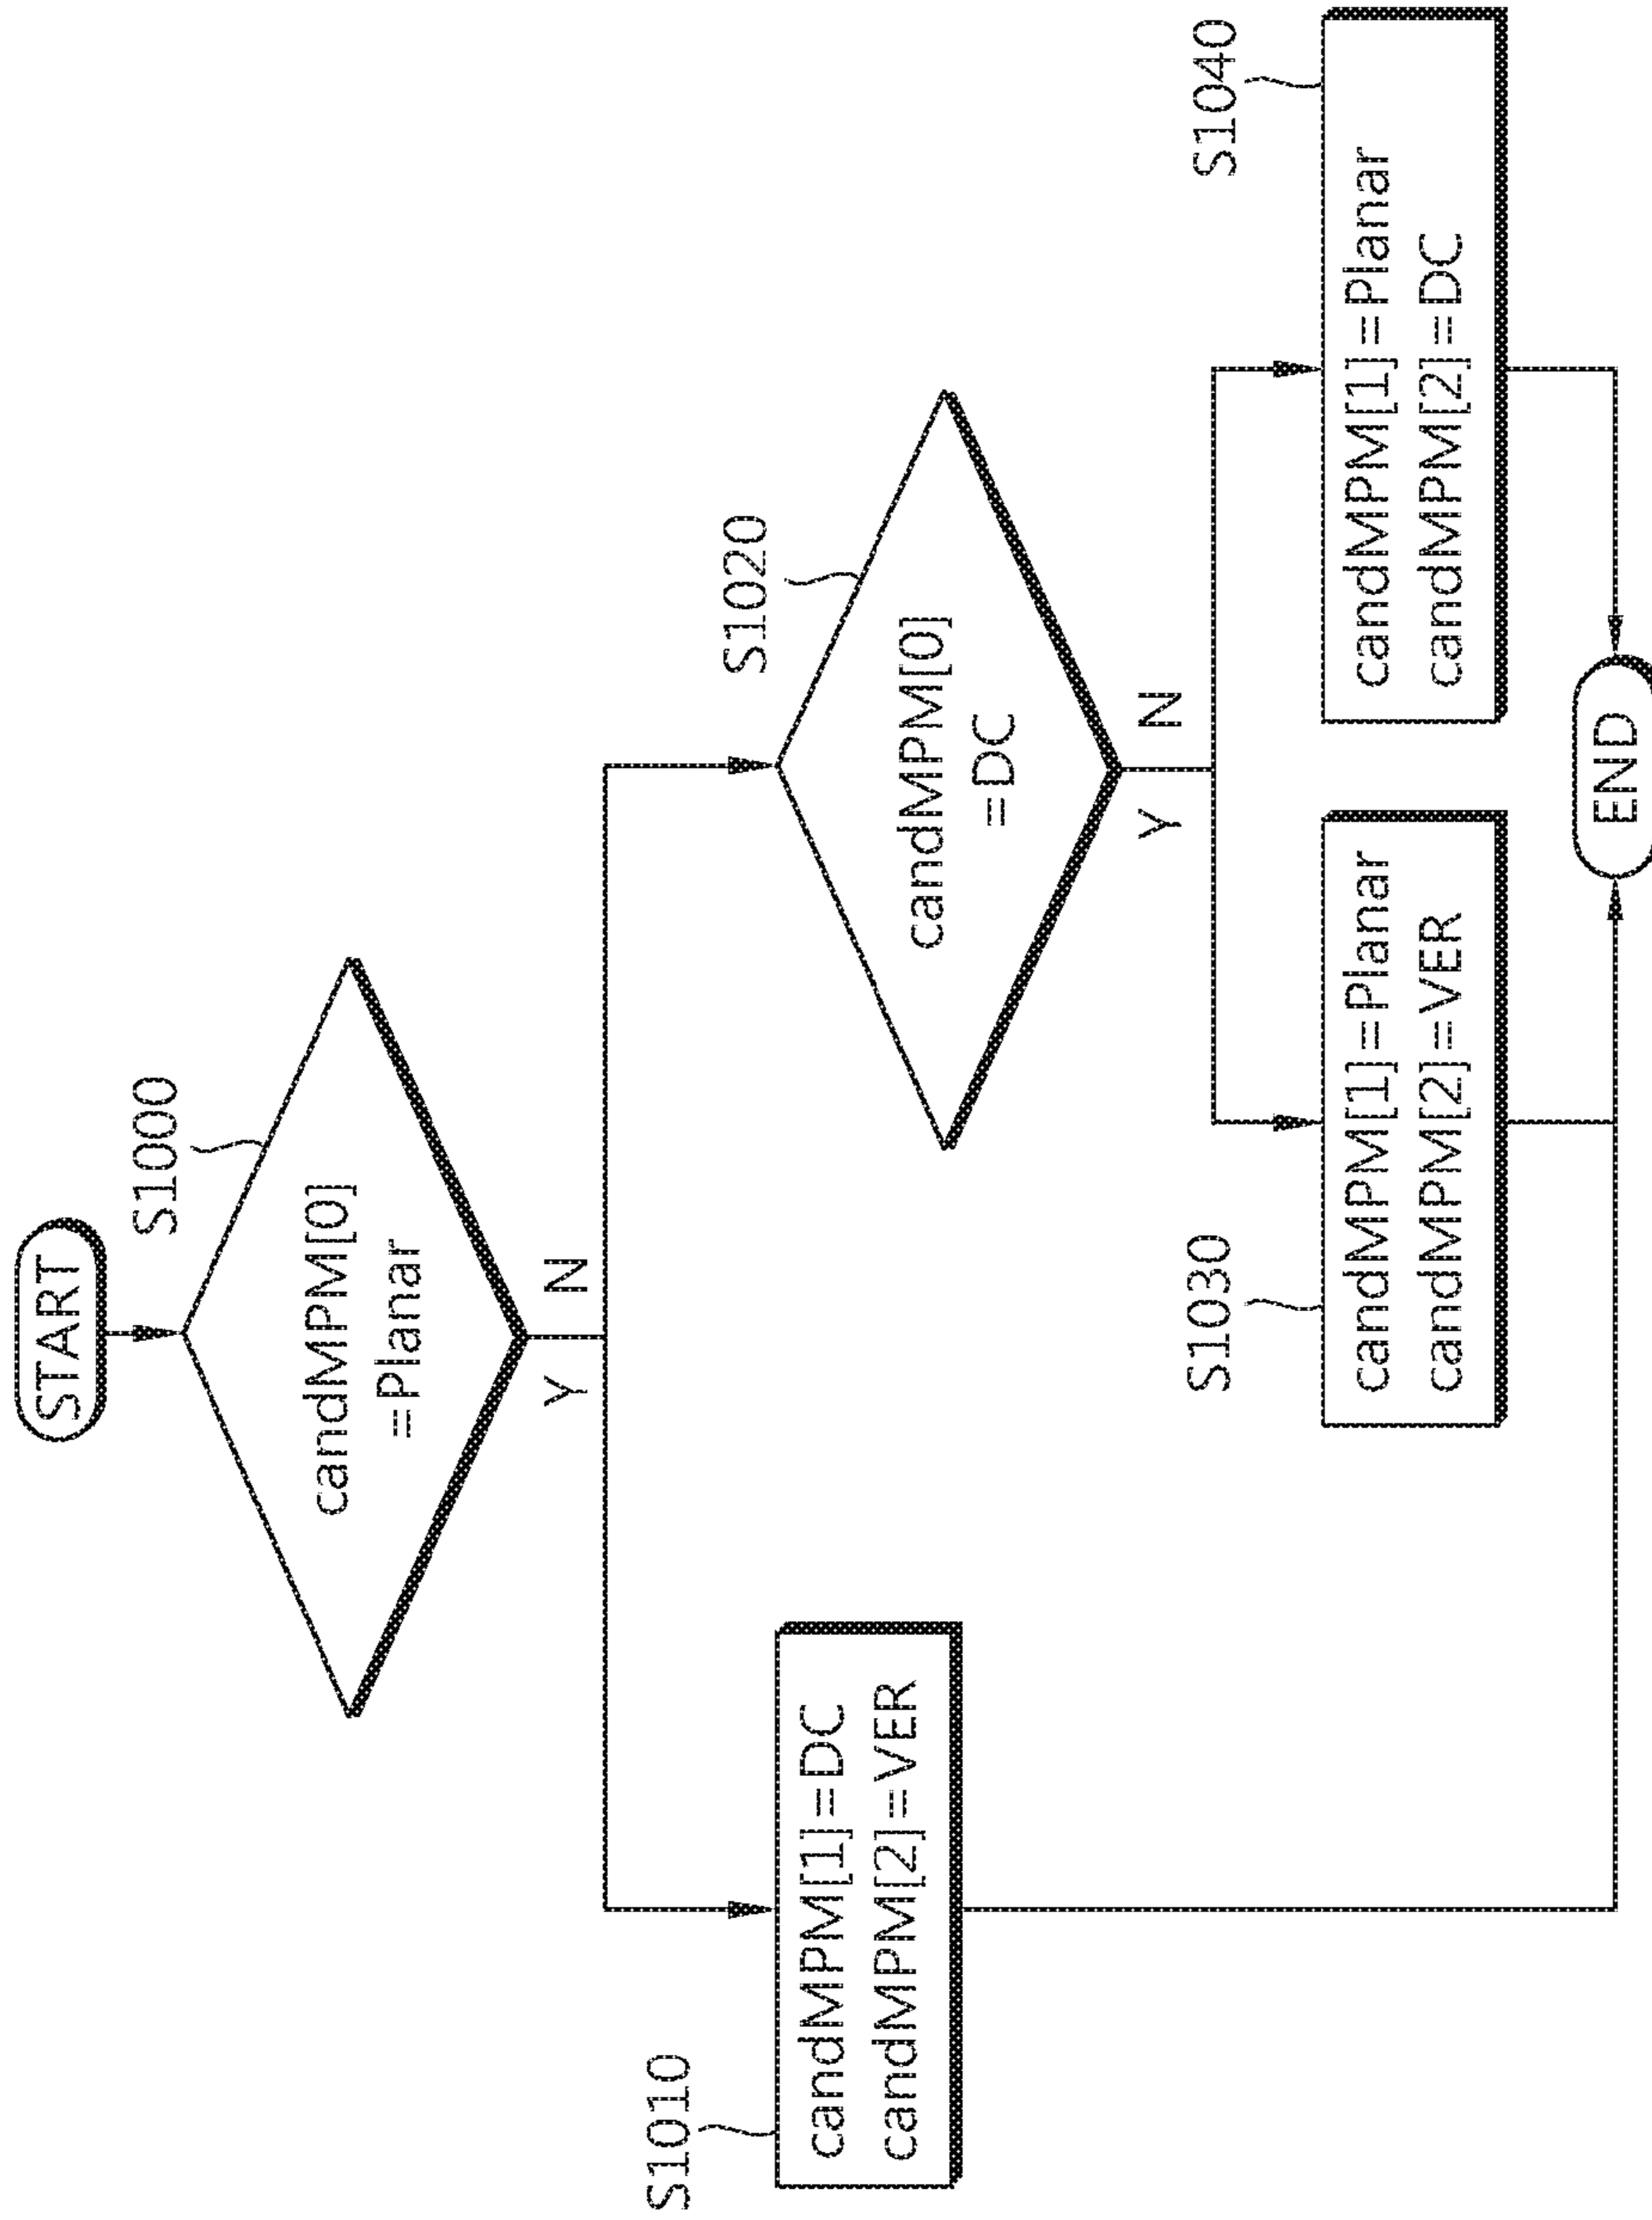 START
S1000
candMPM[0]
=Planar
Y
N
S1010
candMPM[1]=DC
candMPM[2]=VER
S1020
candMPM[0]
=DC
Y
N
S1030
candMPM[1]=Planar
candMPM[2]=VER
S1040
candMPM[1]=Planar
candMPM[2]=DC
END